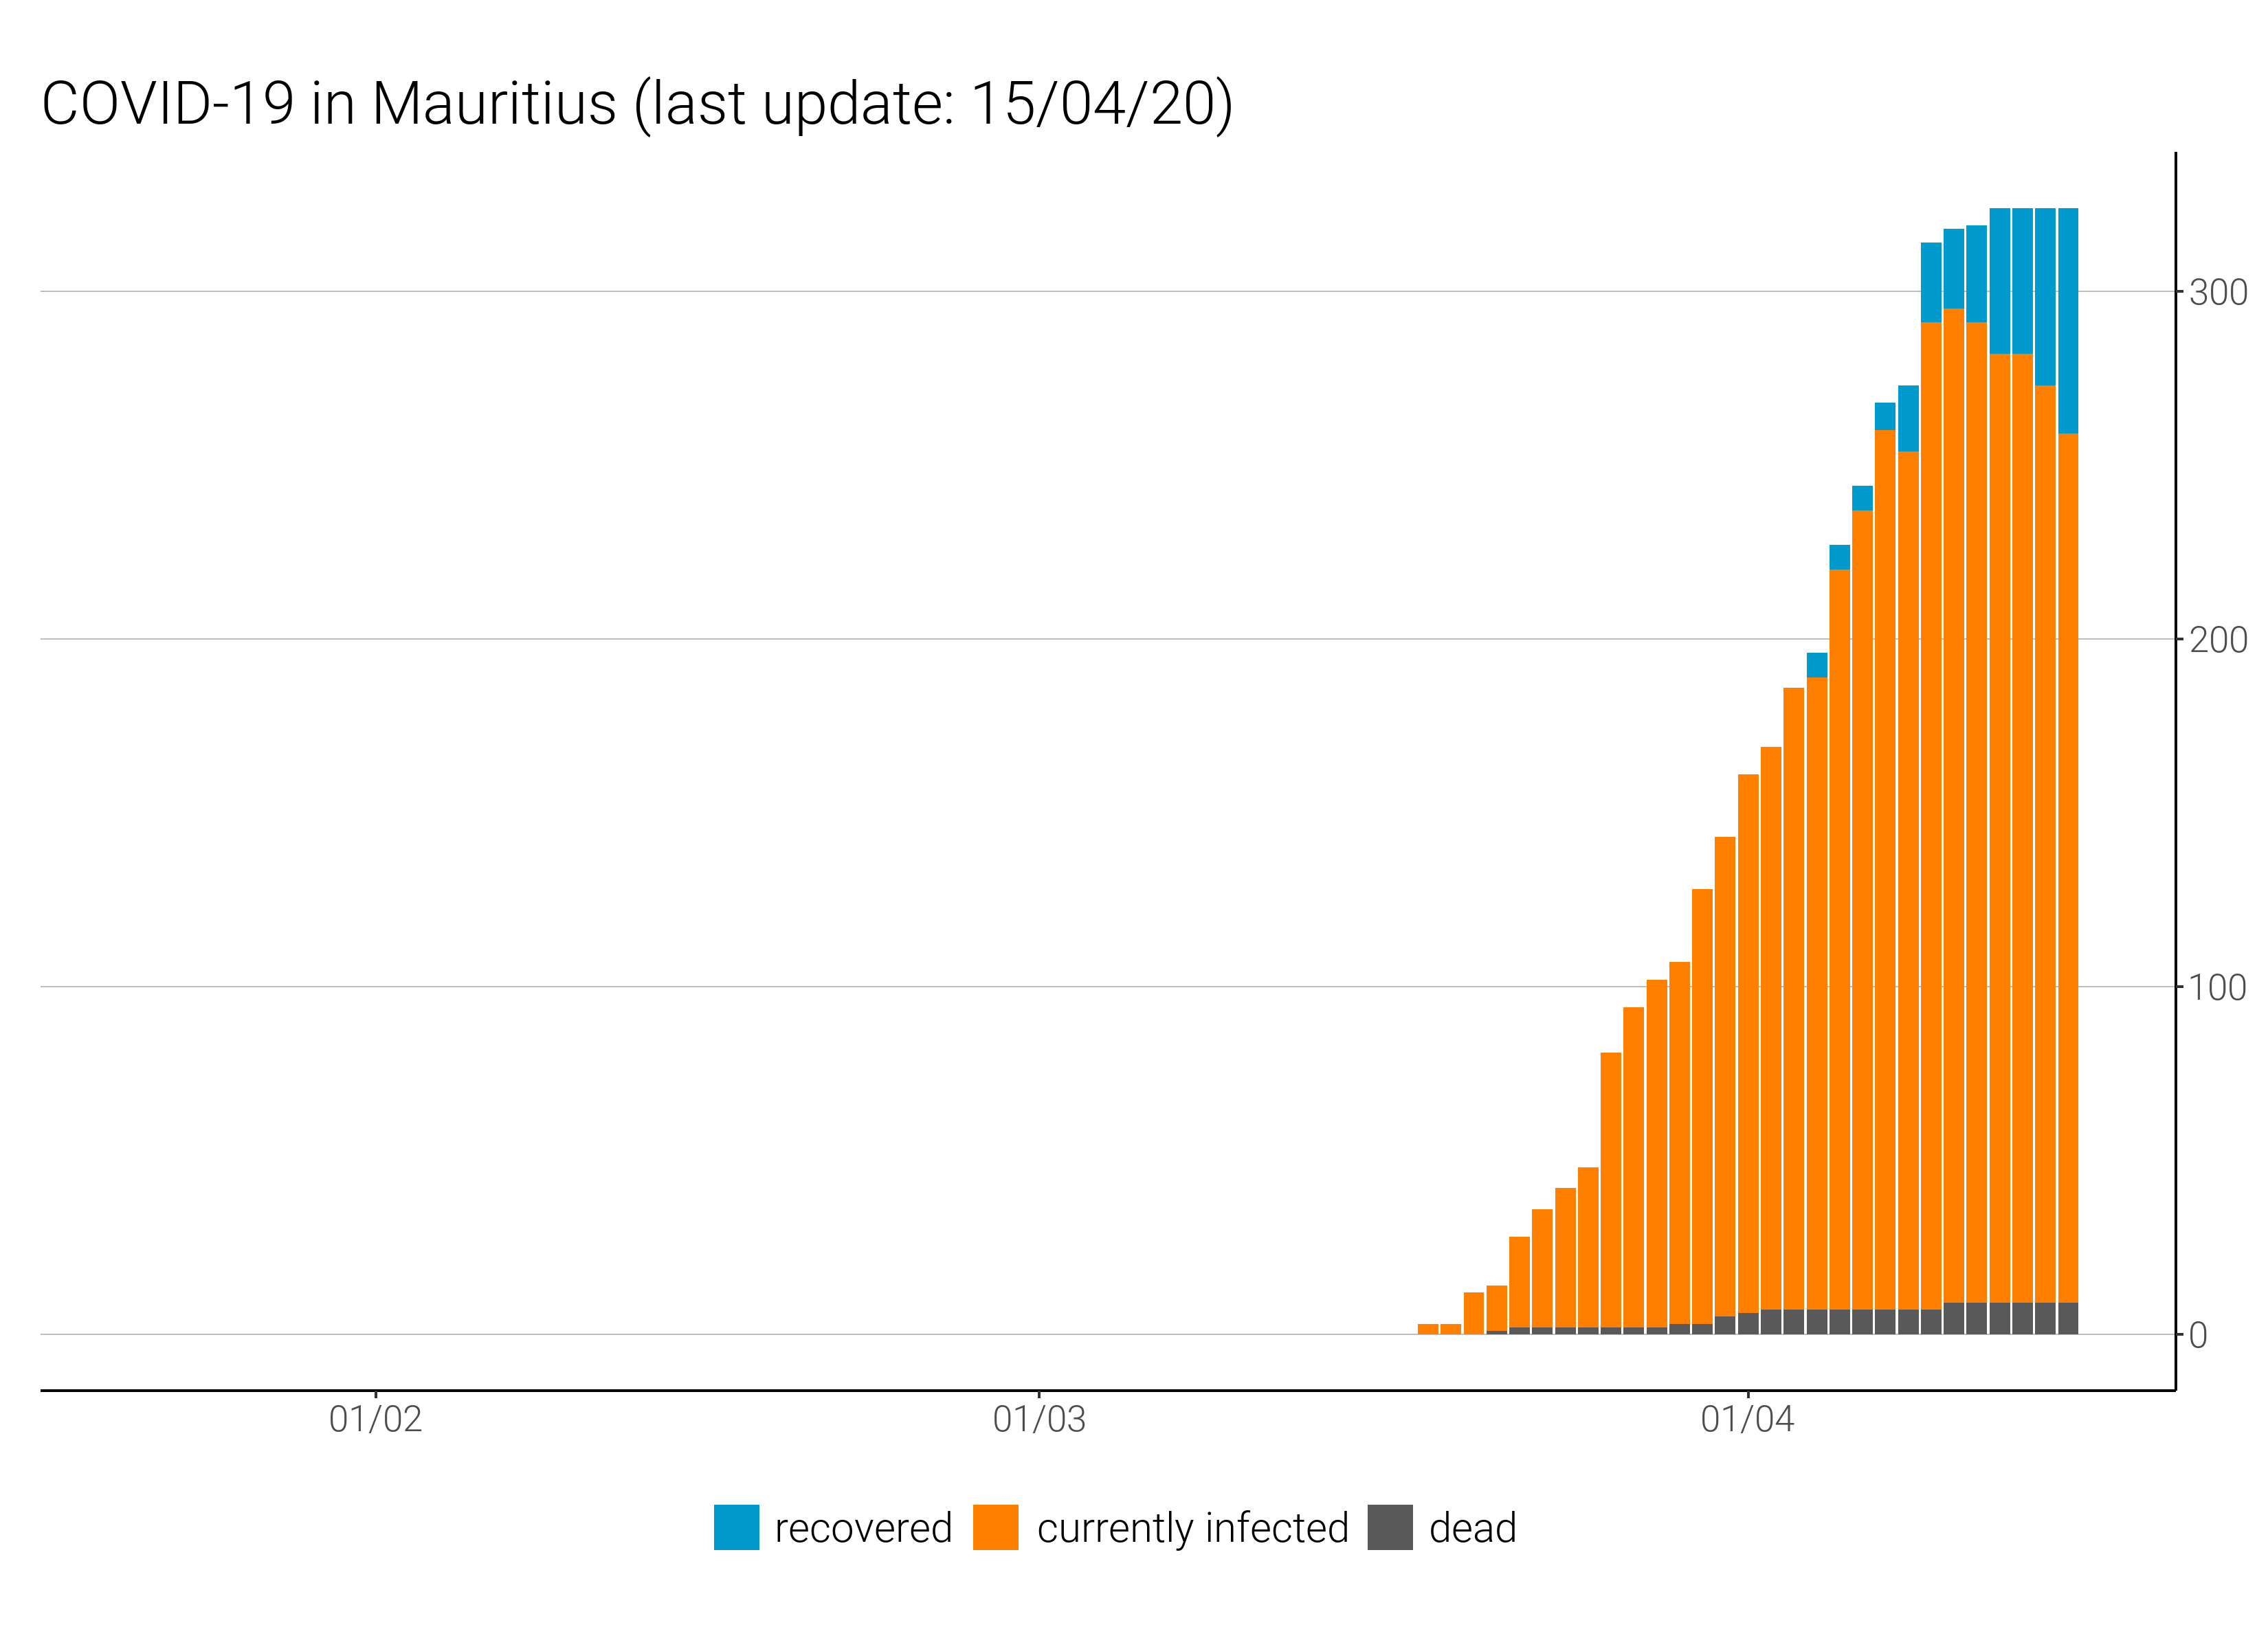 COVID-19 in Mauritius (last update: 15/04/20)
300
200
100
0
01/02 01/03 01/04
recovered currently infected dead